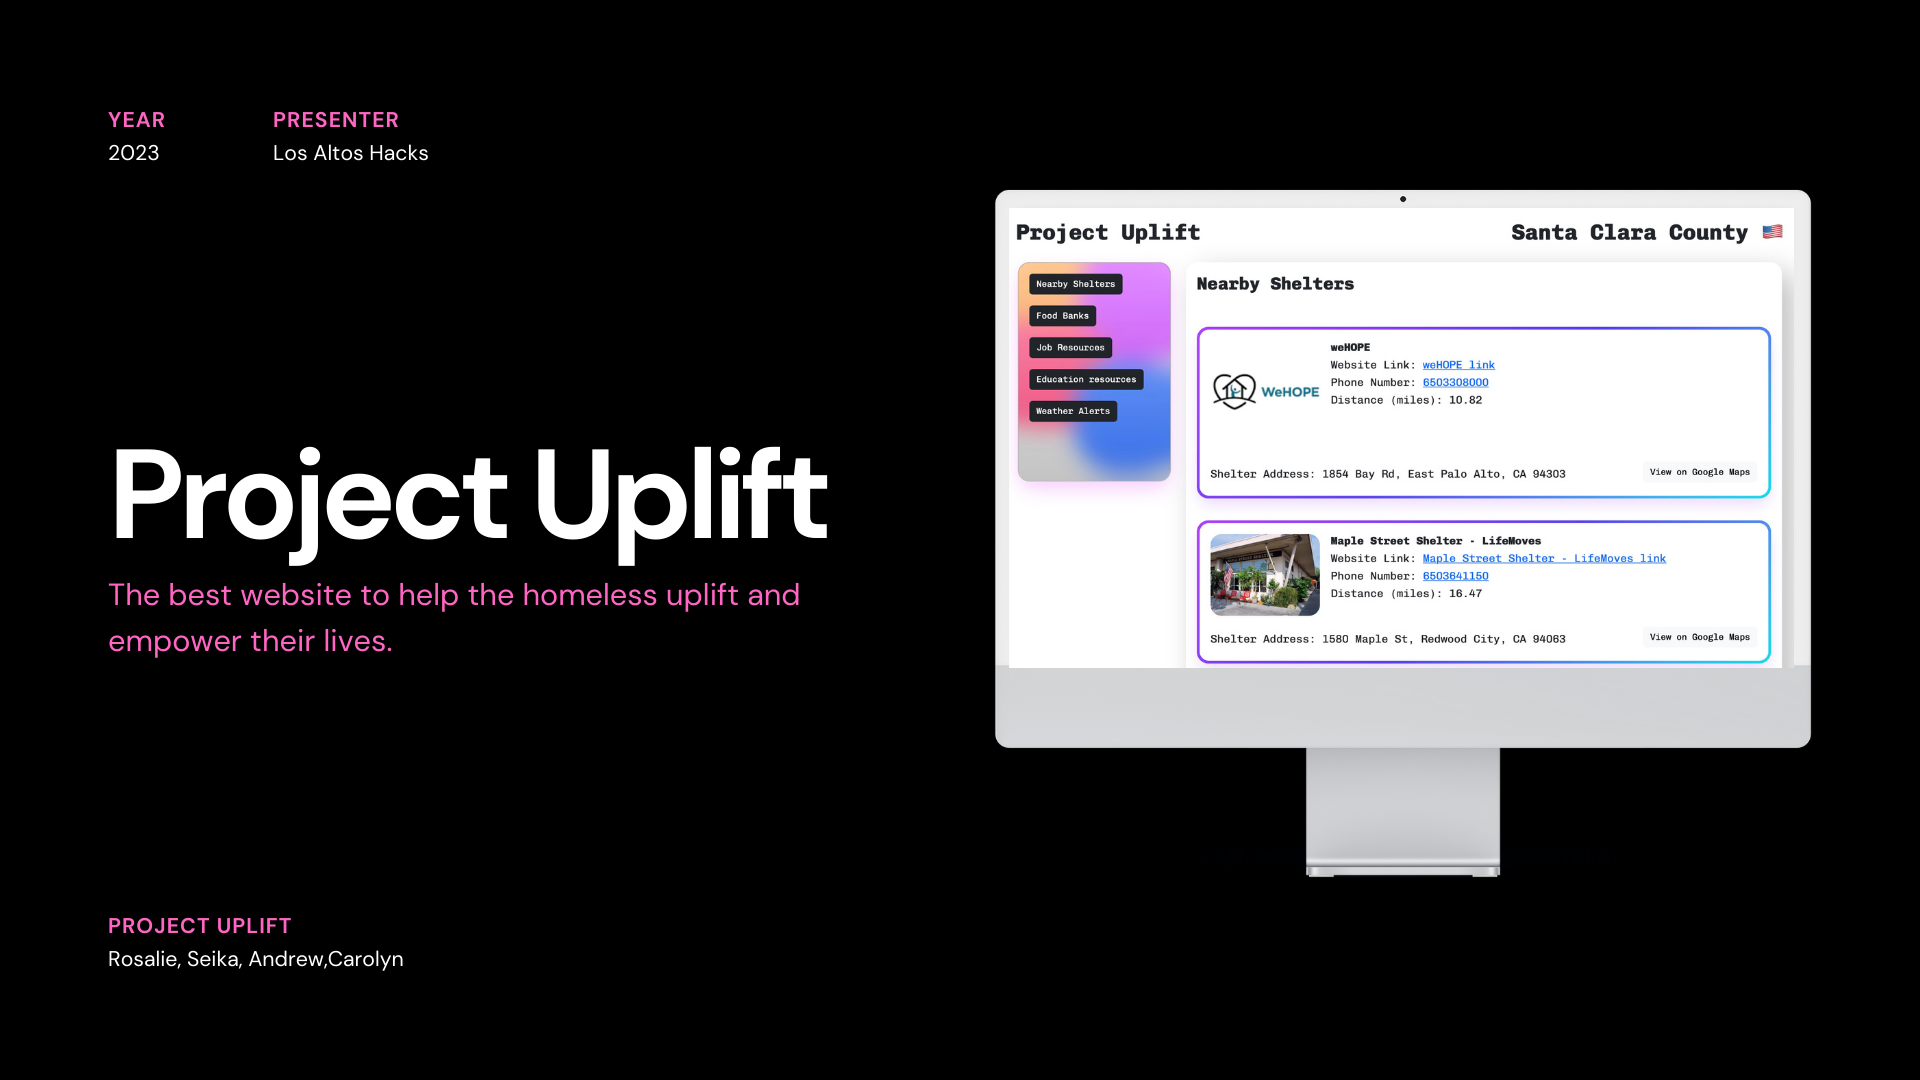 YEAR
2023
PRESENTER
Los Altos Hacks
Project Uplift
The best website to help the homeless uplift and
empower their lives.
PROJECT UPLIFT
Rosalie, Seika, Andrew,Carolyn
Project Uplift
Santa Clara County
Nearby Shelters
Food Banks
Job Resources
Education resources
Weather Alerts
Nearby Shelters
WeHOPE
weHOPE
Website Link: weHOPE link
Phone Number: 6503308000
Distance (miles): 10.82
Shelter Address: 1854 Bay Rd, East Palo Alto, CA 94303
View on Google Maps
Maple Street Shelter - LifeMoves
Website Link: Maple Street Shelter - LifeMoves link
Phone Number: 6503641150
Distance (miles): 16.47
Shelter Address: 1580 Maple St, Redwood City, CA 94063
View on Google Maps